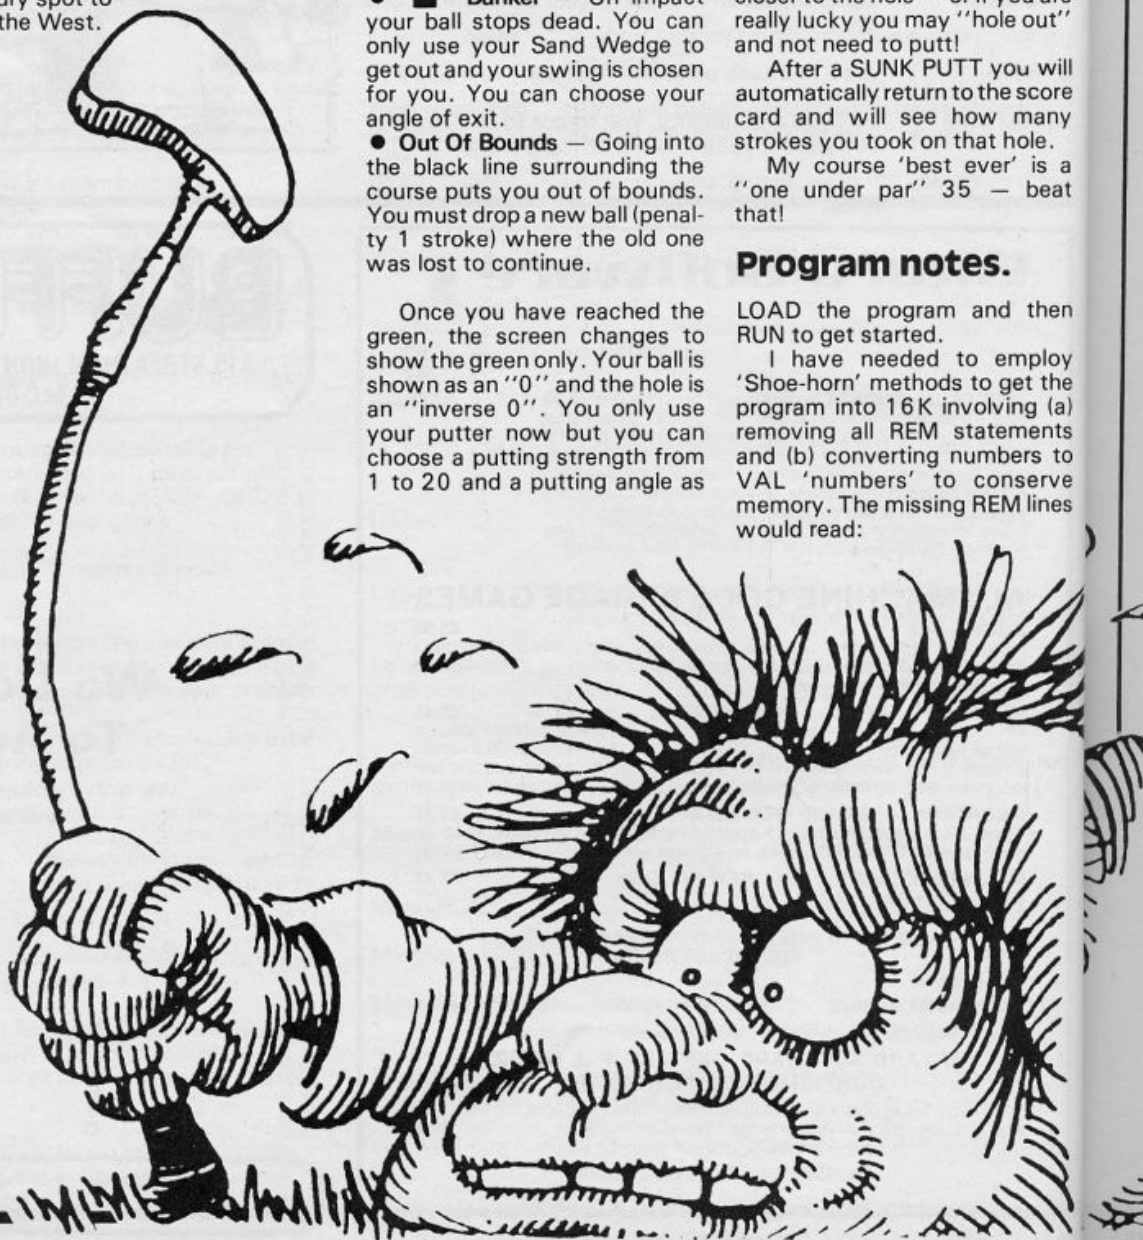 the West.
● ■ Bunker — On impact
your ball stops dead. You can
only use your Sand Wedge to
get out and your swing is chosen
for you. You can choose your
angle of exit.
● Out Of Bounds — Going into
the black line surrounding the
course puts you out of bounds.
You must drop a new ball (penal-
ty 1 stroke) where the old one
was lost to continue.
Once you have reached the
green, the screen changes to
show the green only. Your ball is
shown as an "0" and the hole is
an "inverse 0". You only use
your putter now but you can
choose a putting strength from
1 to 20 and a putting angle as
really lucky you may "hole out"
and not need to putt!
After a SUNK PUTT you will
automatically return to the score
card and will see how many
strokes you took on that hole.
My course 'best ever' is a
"one under par" 35 — beat
that!
Program notes.
LOAD the program and then
RUN to get started.
I have needed to employ
'Shoe-horn' methods to get the
program into 16K involving (a)
removing all REM statements
and (b) converting numbers to
VAL 'numbers' to conserve
memory. The missing REM lines
would read: